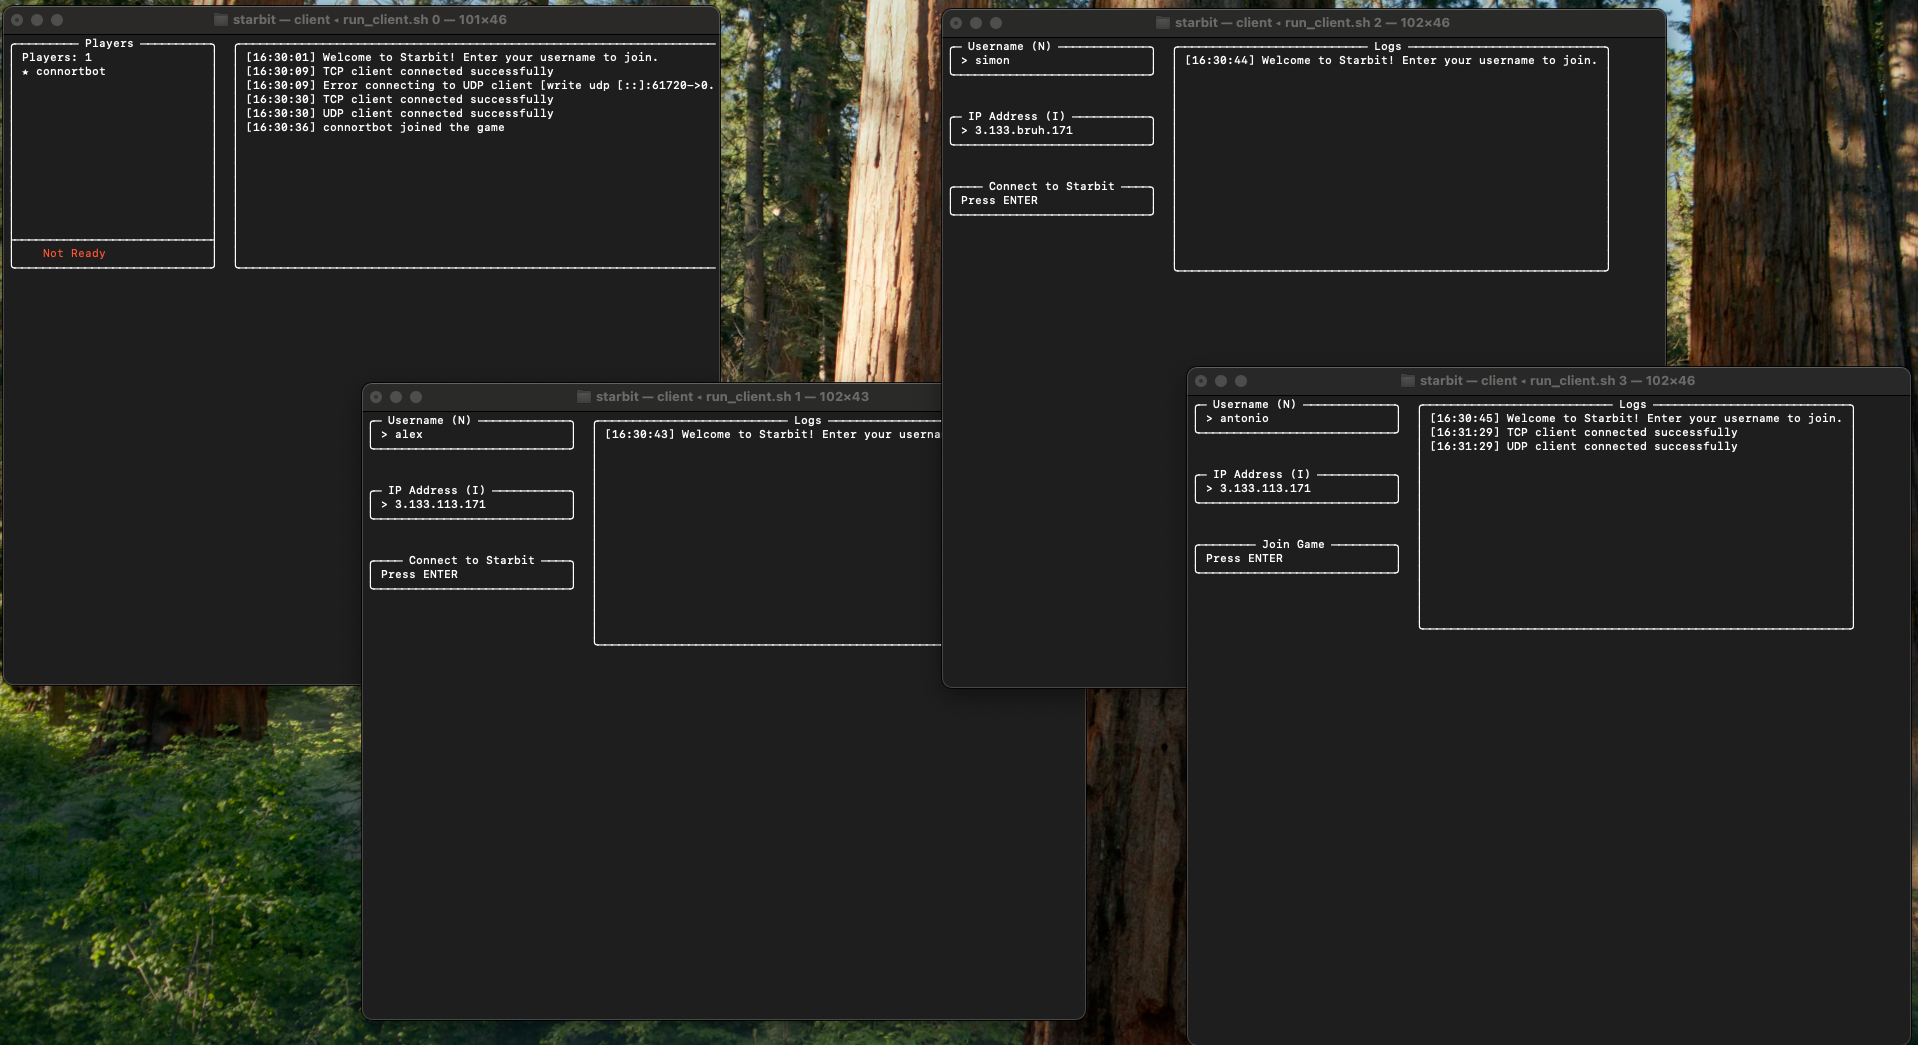 starbit — client ◂ run_client.sh 0 — 101×46
Players
Players: 1
★ connortbot
Not Ready
[16:30:01] Welcome to Starbit! Enter your username to join.
[16:30:09] TCP client connected successfully
[16:30:09] Error connecting to UDP client [write udp [::]:61720->0.
[16:30:30] TCP client connected successfully
[16:30:30] UDP client connected successfully
[16:30:36] connortbot joined the game
starbit — client ◂ run_client.sh 2 — 102×46
Username (N)
> simon
IP Address (I)
> 3.133.bruh.171
Connect to Starbit
Press ENTER
Logs
[16:30:44] Welcome to Starbit! Enter your username to join.
starbit — client ◂ run_client.sh 1 — 102×43
Username (N)
> alex
IP Address (I)
> 3.133.113.171
Connect to Starbit
Press ENTER
Logs
[16:30:43] Welcome to Starbit! Enter your userna
starbit — client ◂ run_client.sh 3 — 102×46
Username (N)
> antonio
IP Address (I)
> 3.133.113.171
Join Game
Press ENTER
Logs
[16:30:45] Welcome to Starbit! Enter your username to join.
[16:31:29] TCP client connected successfully
[16:31:29] UDP client connected successfully